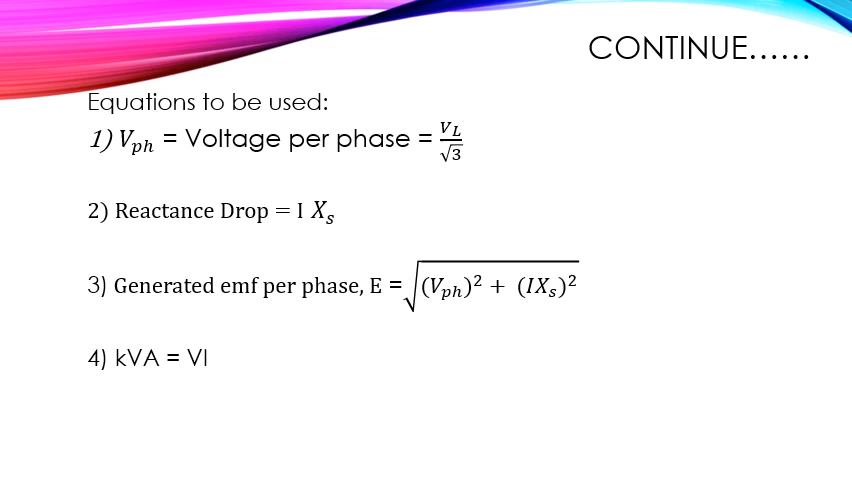 CONTINUE......
Equations to be used:
1) V_ph = Voltage per phase = V_L/√3
2) Reactance Drop = I X_s
3) Generated emf per phase, E = √((V_ph)² + (IX_s)²)
4) kVA = VI